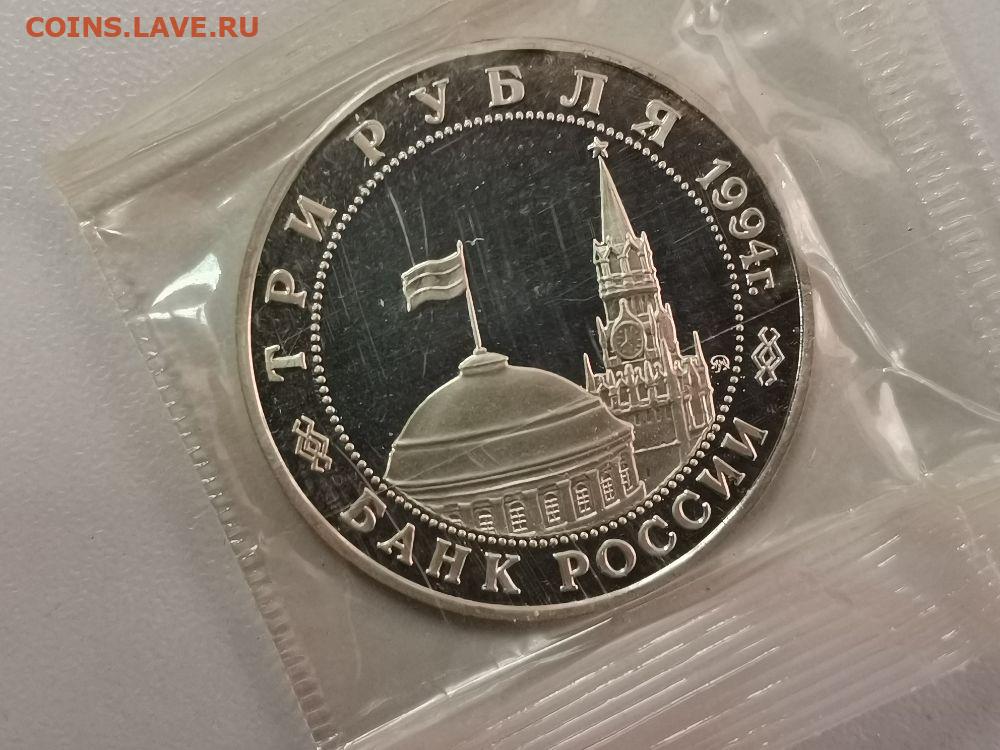 COINS.LAVE.RU
ТРИ РУБЛЯ 1994г.
БАНК РОССИИ